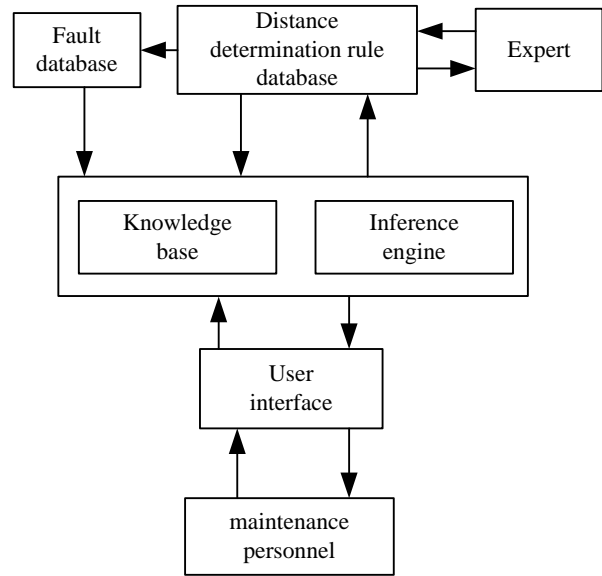 Fault
database
Distance
determination rule
database
Expert
Knowledge
base
Inference
engine
User
interface
maintenance
personnel